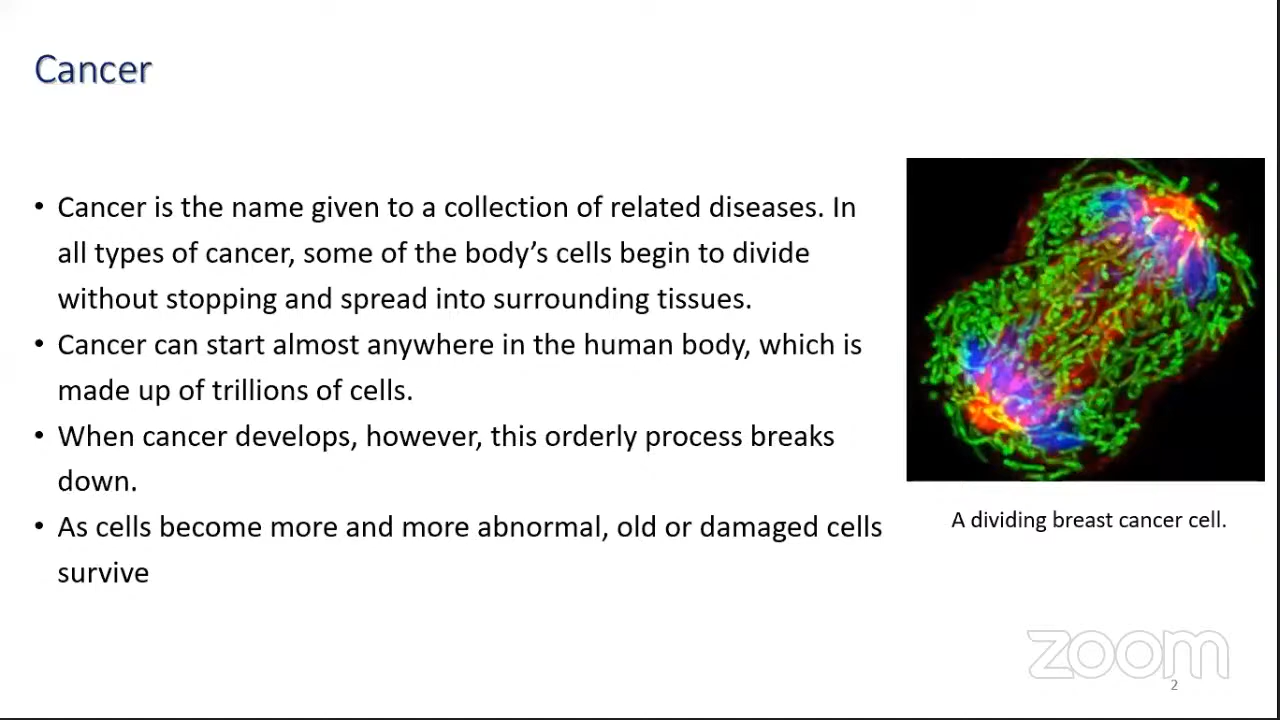 Cancer
• Cancer is the name given to a collection of related diseases. In
all types of cancer, some of the body’s cells begin to divide
without stopping and spread into surrounding tissues.
• Cancer can start almost anywhere in the human body, which is
made up of trillions of cells.
• When cancer develops, however, this orderly process breaks
down.
• As cells become more and more abnormal, old or damaged cells
survive
A dividing breast cancer cell.
zoom
2